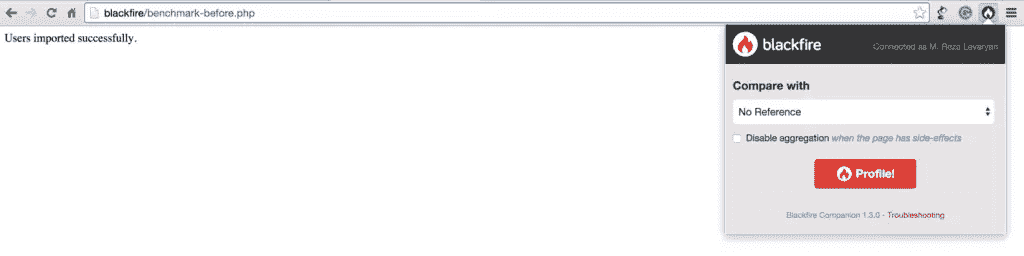 blackfire/benchmark-before.php
Users imported successfully.
blackfire
Connected as M. Reza Lavaryan
Compare with
No Reference
Disable aggregation when the page has side-effects
Profile!
Blackfire Companion 1.3.0 - Troubleshooting